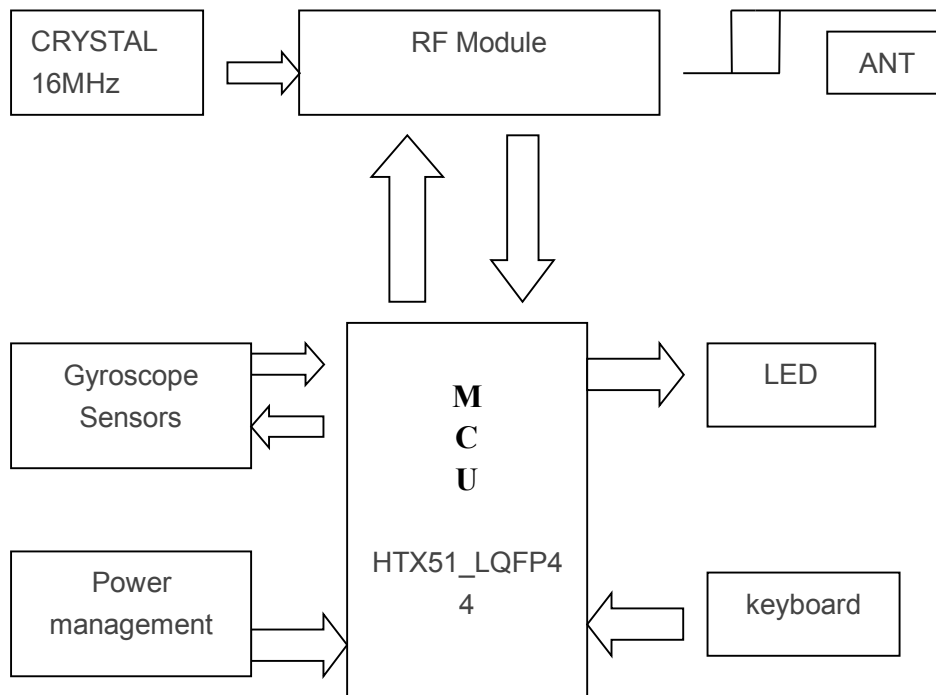 CRYSTAL
16MHz
RF Module
ANT
Gyroscope
Sensors
M
C
U
HTX51_LQFP4
4
LED
Power
management
keyboard